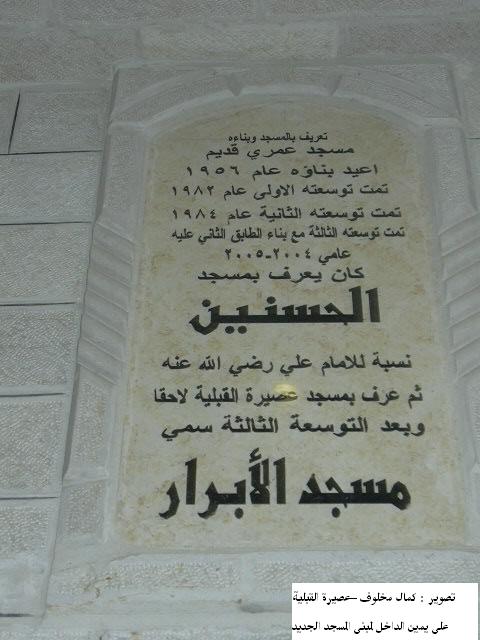 تعريف بالمسجد وبناءه
مسجد عمري قديم
اعيد بناؤه عام ١٩٥٦
تمت توسعته الاولى عام ١٩٨٢
تمت توسعته الثانية عام ١٩٨٤
تمت توسعته الثالثة مع بناء الطابق الثاني عليه
عامي ٢٠٠٤-٢٠٠٥
كان يعرف بمسجد
الحسنين
نسبة للامام علي رضي الله عنه
ثم عرف بمسجد عصيرة القبلية لاحقا
وبعد التوسعة الثالثة سمي
مسجد الأبرار
تصوير : كمال مخلوف –عصيرة القبلية
على يمين الداخل لمبنى المسجد الجديد